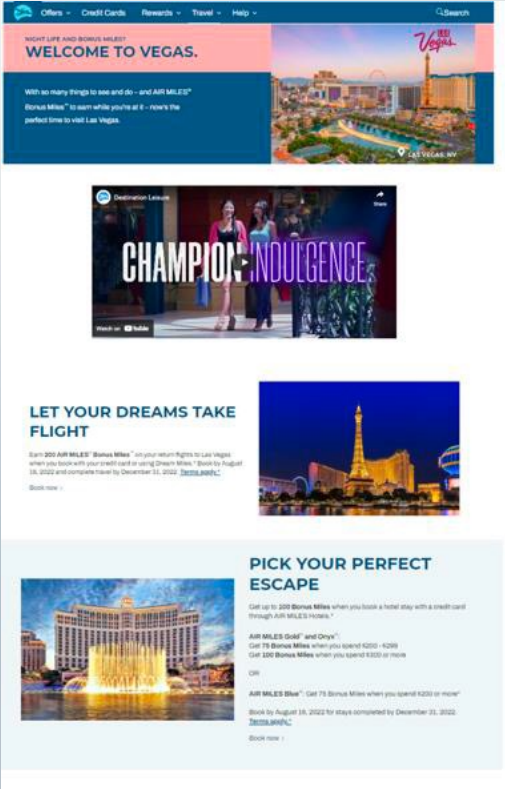 Offers
Credit Cards
Rewards
Travel
Help
Search
NIGHT LIFE AND BONUS MILES?
WELCOME TO VEGAS.
With so many things to see and do – and AIR MILES®
Bonus Miles™ to earn while you're at it – now's the
perfect time to visit Las Vegas.
Vegas
LAS VEGAS, NV
Destination Leisure
Share
CHAMPION INDULGENCE
Watch on YouTube
LET YOUR DREAMS TAKE
FLIGHT
Earn 200 AIR MILES™ Bonus Miles™ on your return flights to Las Vegas
when you book with your credit card or using Dream Miles.* Book by August
18, 2022 and complete travel by December 31, 2022. Terms apply.*
Book now ›
PICK YOUR PERFECT
ESCAPE
Get up to 100 Bonus Miles when you book a hotel stay with a credit card
through AIR MILES Hotels.*
AIR MILES Gold™ and Onyx™:
Get 75 Bonus Miles when you spend $200 - $299
Get 100 Bonus Miles when you spend $300 or more
OR
AIR MILES Blue™: Get 75 Bonus Miles when you spend $200 or more*
Book by August 18, 2022 for stays completed by December 31, 2022.
Terms apply.*
Book now ›